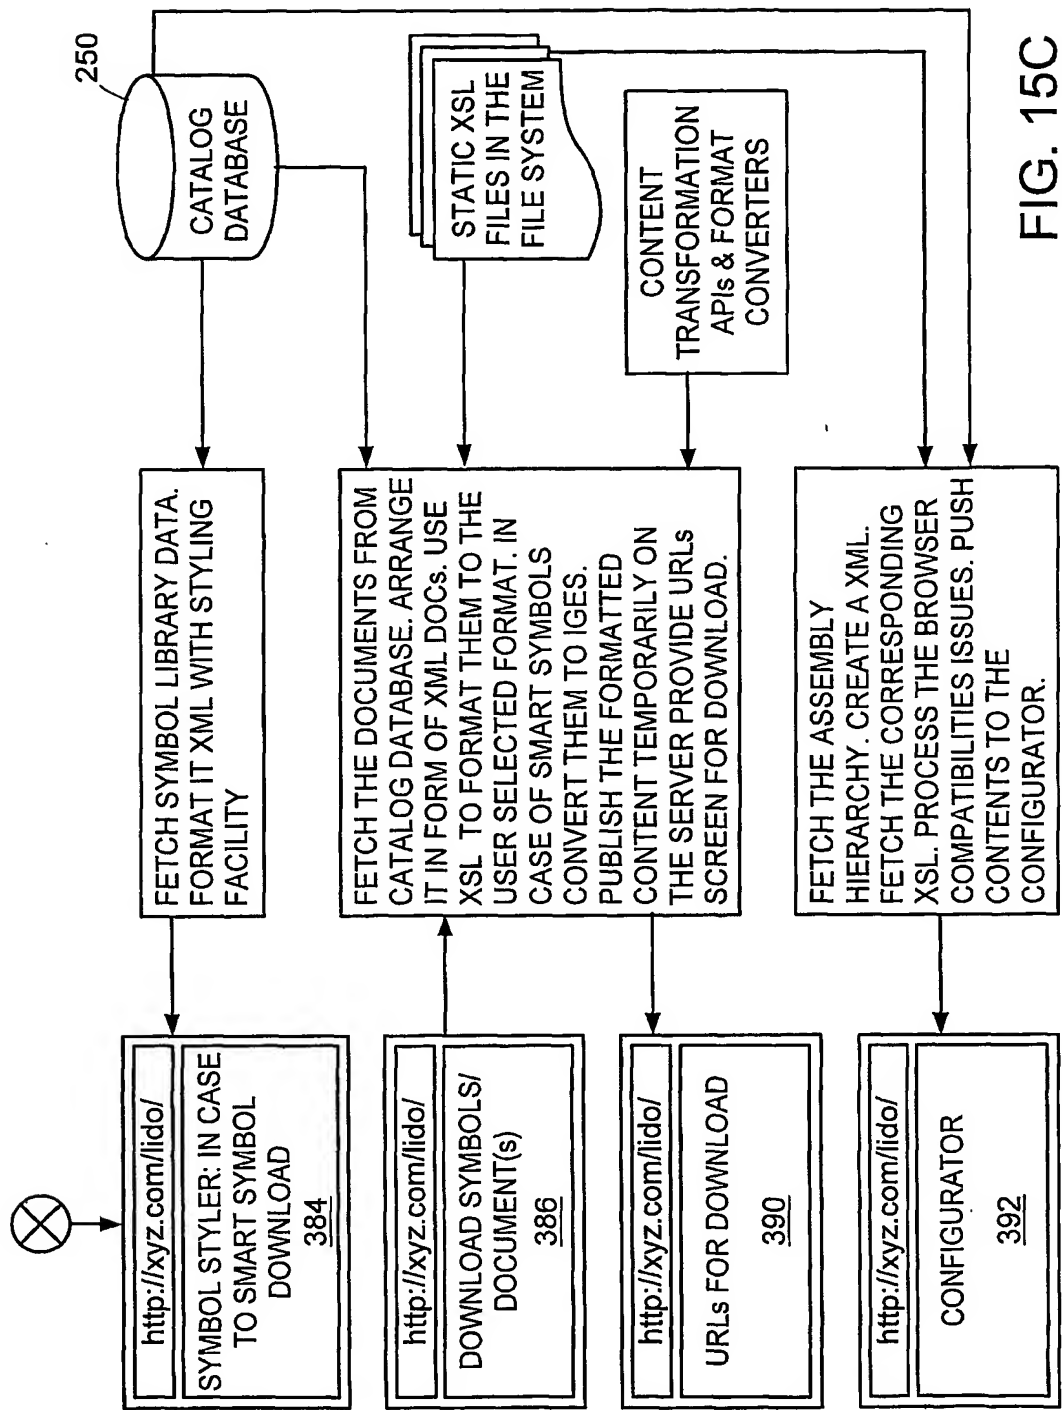 http://xyz.com/lido/
SYMBOL STYLER: IN CASE
TO SMART SYMBOL
DOWNLOAD
384
http://xyz.com/lido/
DOWNLOAD SYMBOLS/
DOCUMENT(s)
386
http://xyz.com/lido/
URLs FOR DOWNLOAD
390
http://xyz.com/lido/
CONFIGURATOR
392
FETCH SYMBOL LIBRARY DATA.
FORMAT IT XML WITH STYLING
FACILITY
FETCH THE DOCUMENTS FROM
CATALOG DATABASE. ARRANGE
IT IN FORM OF XML DOCs. USE
XSL TO FORMAT THEM TO THE
USER SELECTED FORMAT. IN
CASE OF SMART SYMBOLS
CONVERT THEM TO IGES.
PUBLISH THE FORMATTED
CONTENT TEMPORARILY ON
THE SERVER PROVIDE URLs
SCREEN FOR DOWNLOAD.
FETCH THE ASSEMBLY
HIERARCHY. CREATE A XML.
FETCH THE CORRESPONDING
XSL. PROCESS THE BROWSER
COMPATIBILITIES ISSUES. PUSH
CONTENTS TO THE
CONFIGURATOR.
250
CATALOG
DATABASE
STATIC XSL
FILES IN THE
FILE SYSTEM
CONTENT
TRANSFORMATION
APIs & FORMAT
CONVERTERS
FIG. 15C